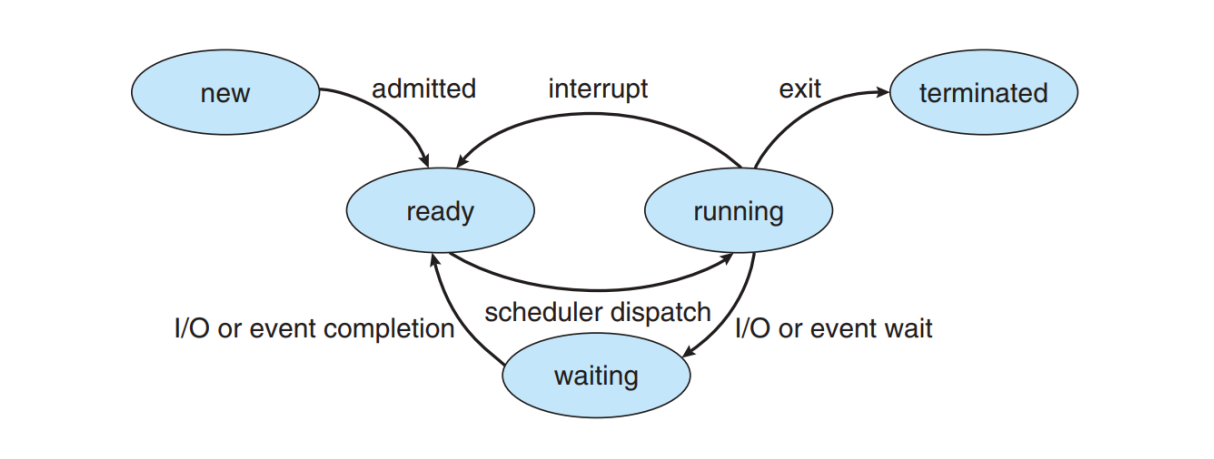 new
admitted
interrupt
exit
terminated
ready
running
scheduler dispatch
I/O or event completion
I/O or event wait
waiting